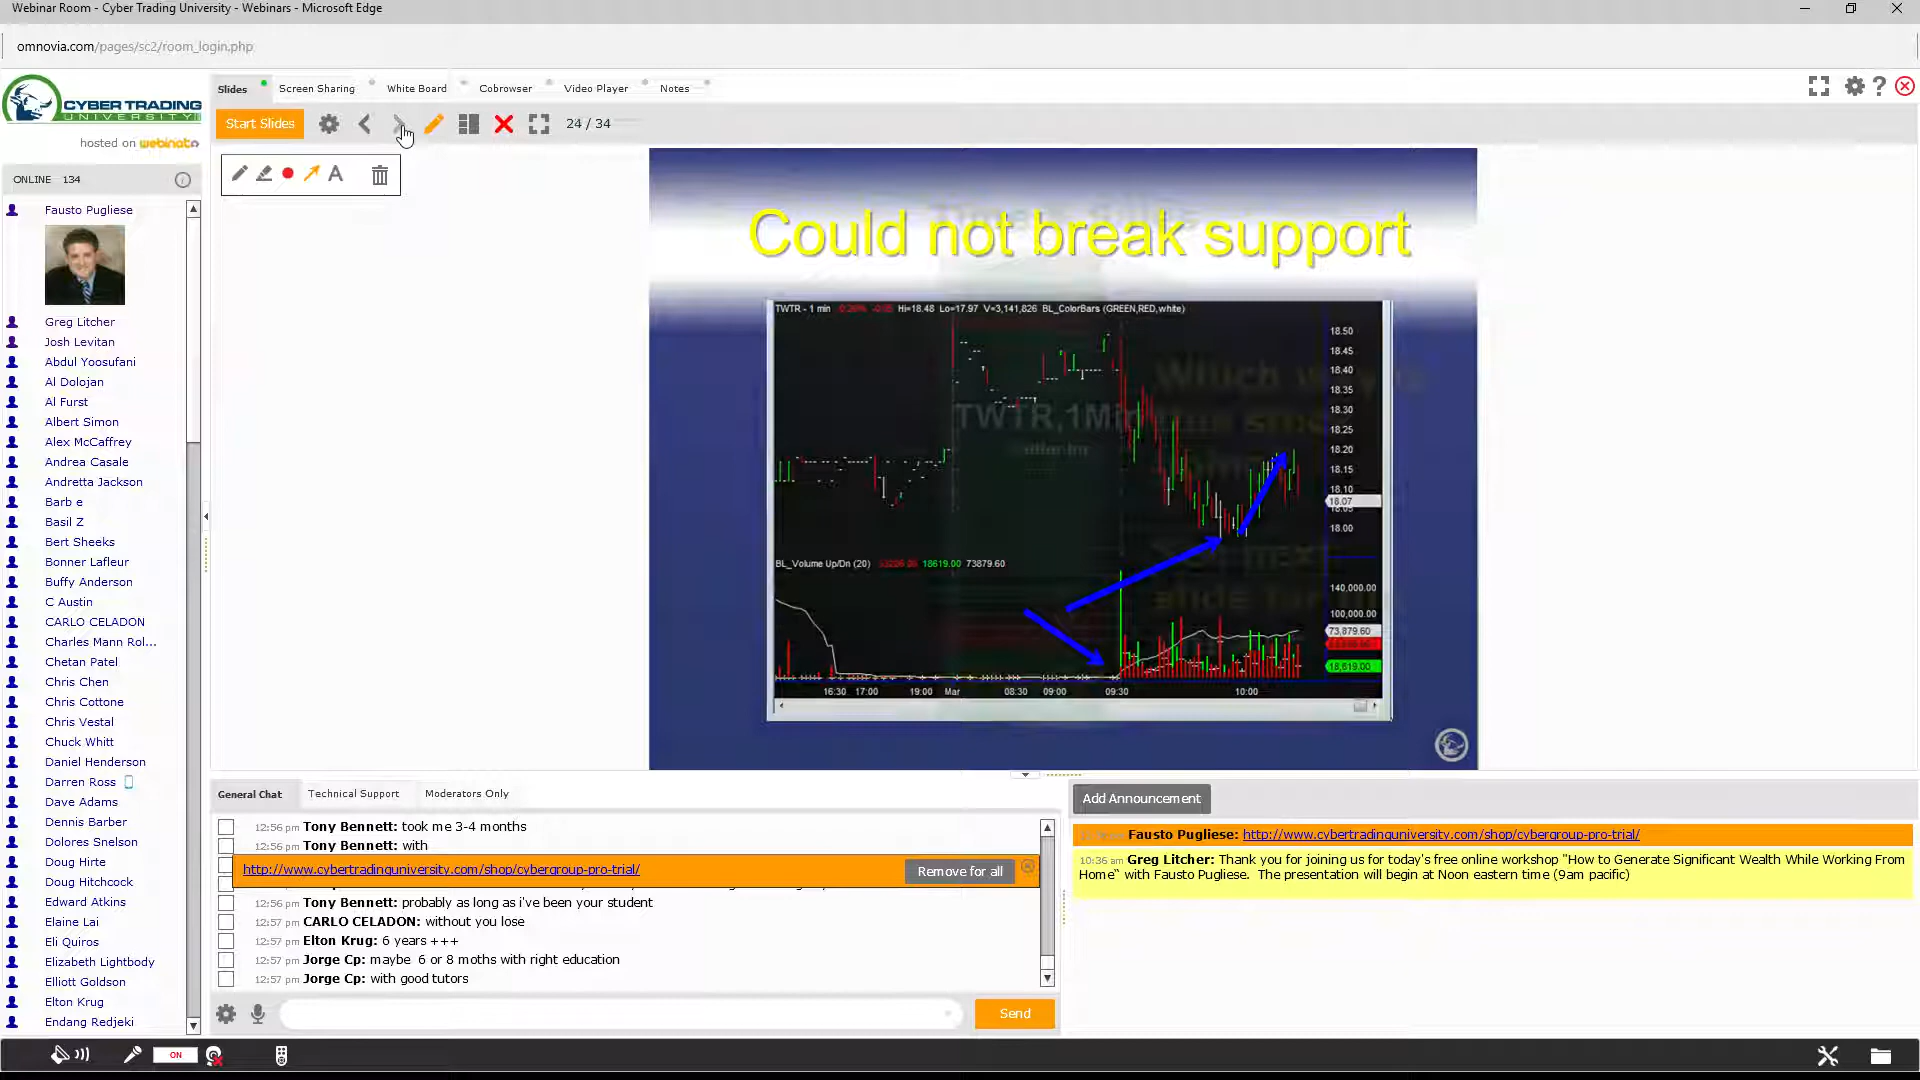 Webinar Room - Cyber Trading University - Webinars - Microsoft Edge
omnovia.com/pages/sc2/room_login.php
CYBER TRADING
UNIVERSITY
hosted on webinato
Slides
Screen Sharing
White Board
Cobrowser
Video Player
Notes
Start Slides
24 / 34
ONLINE 134
Fausto Pugliese
Greg Litcher
Josh Levitan
Abdul Yoosufani
Al Dolojan
Al Furst
Albert Simon
Alex McCaffrey
Andrea Casale
Andretta Jackson
Barb e
Basil Z
Bert Sheeks
Bonner Lafleur
Buffy Anderson
C Austin
CARLO CELADON
Charles Mann Rol...
Chetan Patel
Chris Chen
Chris Cottone
Chris Vestal
Chuck Whitt
Daniel Henderson
Darren Ross
Dave Adams
Dennis Barber
Dolores Snelson
Doug Hirte
Doug Hitchcock
Edward Atkins
Elaine Lai
Eli Quiros
Elizabeth Lightbody
Elliott Goldson
Elton Krug
Endang Redjeki
Could not break support
TWTR - 1 min Hi=18.48 Lo=17.97 V=3,141,826 BL_ColorBars (GREEN,RED,white)
TWTR,1Min
18.50
18.45
18.40
18.35
18.30
18.25
18.20
18.15
18.10
18.07
18.05
18.00
BL_Volume Up/Dn (20) 18619.00 73879.60
140,000.00
100,000.00
73,879.60
18,619.00
16:30 17:00 19:00 Mar 08:30 09:00 09:30 10:00
General Chat
Technical Support
Moderators Only
12:56 pm Tony Bennett: took me 3-4 months
12:56 pm Tony Bennett: with
http://www.cybertradinguniversity.com/shop/cybergroup-pro-trial/
Remove for all
12:56 pm Tony Bennett: probably as long as i've been your student
12:57 pm CARLO CELADON: without you lose
12:57 pm Elton Krug: 6 years +++
12:57 pm Jorge Cp: maybe 6 or 8 moths with right education
12:57 pm Jorge Cp: with good tutors
Send
Add Announcement
Fausto Pugliese: http://www.cybertradinguniversity.com/shop/cybergroup-pro-trial/
10:36 am Greg Litcher: Thank you for joining us for today's free online workshop "How to Generate Significant Wealth While Working From
Home" with Fausto Pugliese. The presentation will begin at Noon eastern time (9am pacific)
ON